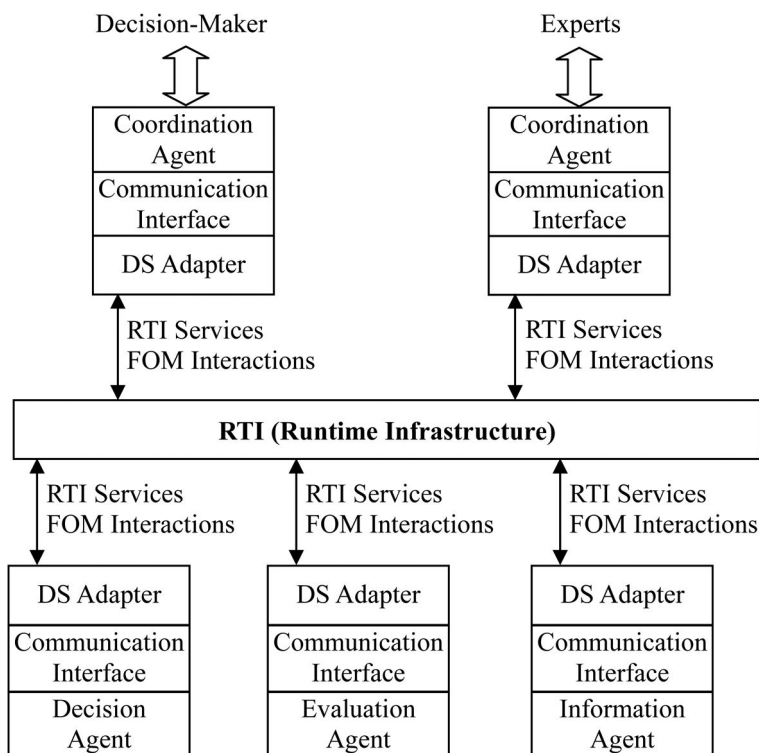 Decision-Maker
Experts
Coordination
Agent
Communication
Interface
DS Adapter
Coordination
Agent
Communication
Interface
DS Adapter
RTI Services
FOM Interactions
RTI Services
FOM Interactions
RTI (Runtime Infrastructure)
RTI Services
FOM Interactions
RTI Services
FOM Interactions
RTI Services
FOM Interactions
DS Adapter
Communication
Interface
Decision
Agent
DS Adapter
Communication
Interface
Evaluation
Agent
DS Adapter
Communication
Interface
Information
Agent